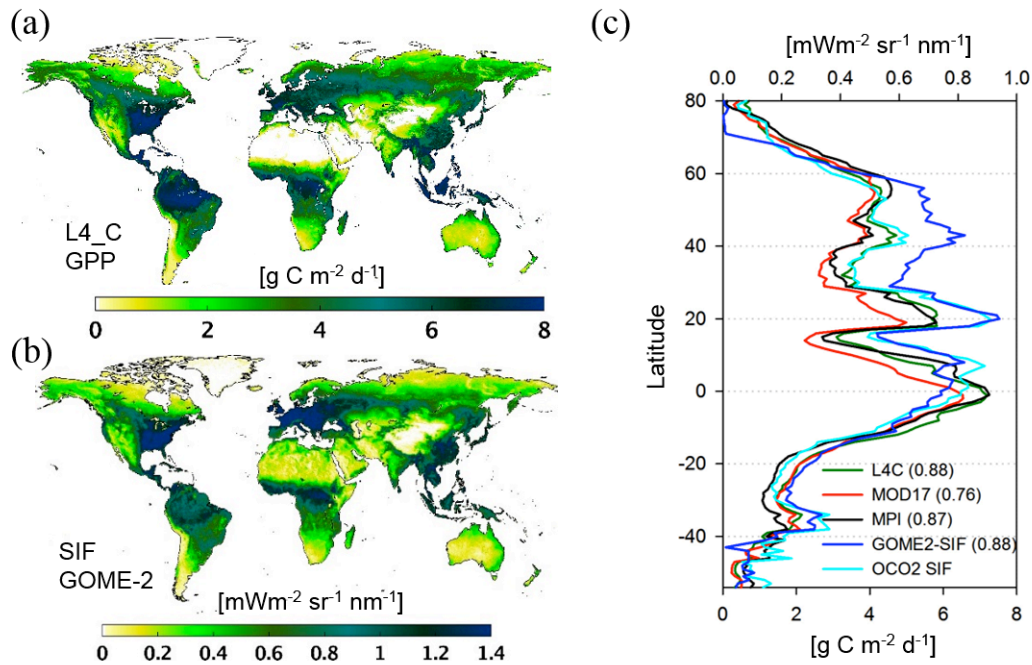 (a)
L4_C
GPP
[g C m-2 d-1]
0 2 4 6 8
(b)
SIF
GOME-2
[mWm-2 sr-1 nm-1]
0 0.2 0.4 0.6 0.8 1 1.2 1.4
(c)
[mWm-2 sr-1 nm-1]
0.0 0.2 0.4 0.6 0.8 1.0
80
60
40
20
0
-20
-40
Latitude
L4C (0.88)
MOD17 (0.76)
MPI (0.87)
GOME2-SIF (0.88)
OCO2 SIF
0 2 4 6 8
[g C m-2 d-1]